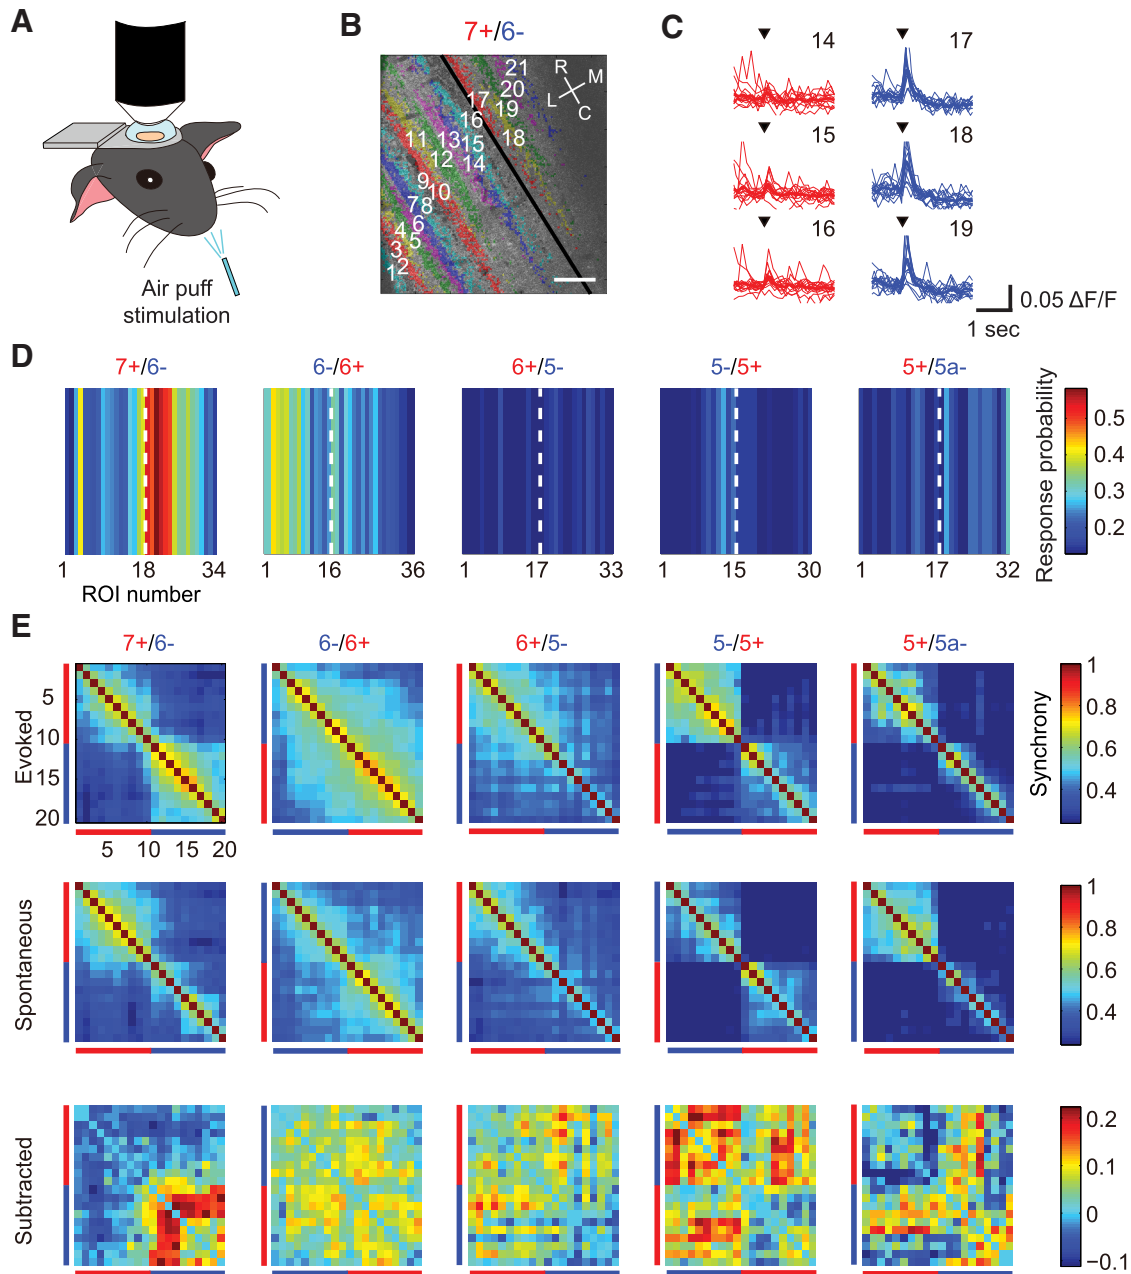 A
Air puff
stimulation
B
7+/6-
R
M
L
C
21
20
19
18
17
16
15
14
13
12
11
10
9
8
7
6
5
4
3
2
1
C
14
17
15
18
16
19
0.05 ΔF/F
1 sec
D
7+/6-
6-/6+
6+/5-
5-/5+
5+/5a-
1 18 34
1 16 36
1 17 33
1 15 30
1 17 32
ROI number
Response probability
0.5
0.4
0.3
0.2
E
7+/6-
6-/6+
6+/5-
5-/5+
5+/5a-
Evoked
5
10
15
20
5 10 15 20
Synchrony
1
0.8
0.6
0.4
Spontaneous
1
0.8
0.6
0.4
Subtracted
0.2
0.1
0
−0.1